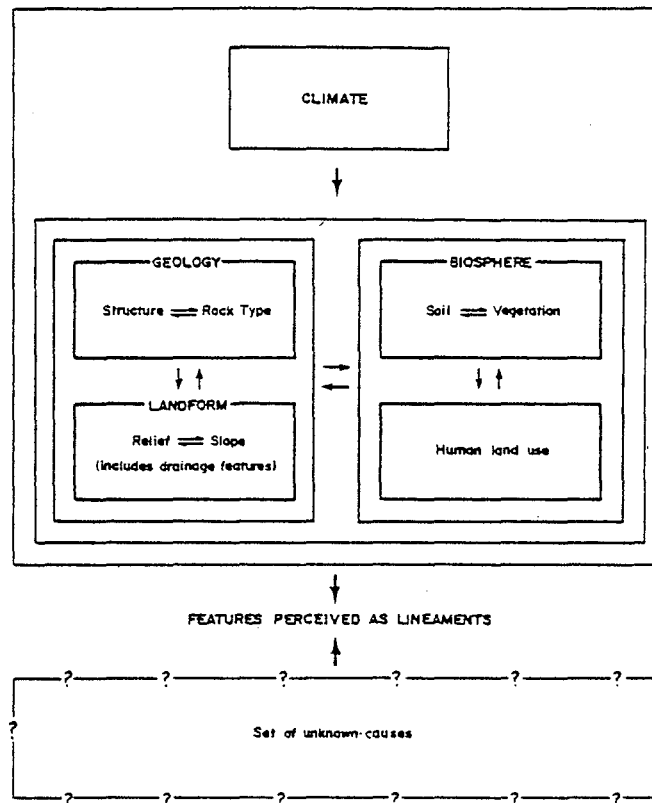 CLIMATE
GEOLOGY
Structure ⇌ Rock Type
LANDFORM
Relief ⇌ Slope
(includes drainage features)
BIOSPHERE
Soil ⇌ Vegetation
Human land use
FEATURES PERCEIVED AS LINEAMENTS
? ? ? ? ? ?
?
Set of unknown-causes
? ? ? ? ? ?